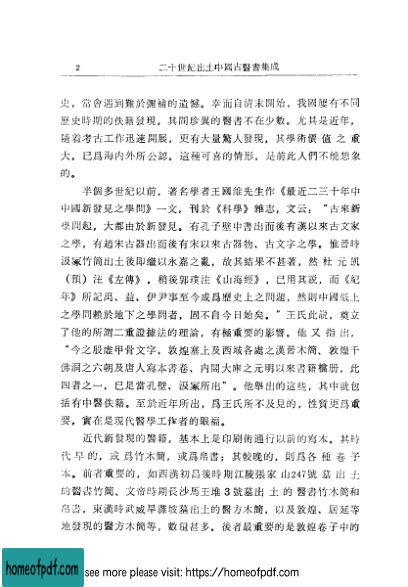 2 二十世紀出土中國古醫書集成
史，常會遇到難於彌補的遺憾。幸而自清末開始，我國屢有不同
歷史時期的佚籍發現，其間珍異的醫書不在少數。尤其是近年，
隨着考古工作迅速開展，更有大量驚人發現，其學術價值之重
大，已爲海内外所公認。這種可喜的情形，是前此人們不能想象
的。
半個多世紀以前，著名學者王國維先生作《最近二三十年中
中國新發見之學問》一文，刊於《科學》雜志，文云：“古來新
學問起，大都由於新發見。有孔子壁中書出而後有漢以來古文家
之學，有趙宋古器出而後有宋以來古器物、古文字之學。惟晉時
汲冢竹簡出土後即繼以永嘉之亂，故其結果不甚著，然杜元凱
（預）注《左傳》，稍後郭璞注《山海經》，已用其説，而《紀
年》所記禹、益、伊尹事至今成爲歷史上之問題，然則中國紙上
之學問賴於地下之學問者，固不自今日始矣。”王氏此説，奠立
了他的所謂二重證據法的理論，有極重要的影響。他又指出，
“今之殷虛甲骨文字、敦煌塞上及西域各處之漢晉木簡、敦煌千
佛洞之六朝及唐人寫本書卷、内閣大庫之元明以來書籍檔册，此
四者之一，已足當孔壁、汲冢所出”。他舉出的這些，其中就包
括有中醫佚籍。至於近年所出，爲王氏所不及見的，性質更爲重
要，實在是現代醫學工作者的眼福。
近代新發現的醫籍，基本上是印刷術通行以前的寫本。其時
代早的，或爲竹木簡，或爲帛書；其較晚的，則爲各種卷子
本。前者重要的，如西漢初吕後時期江陵張家山247號墓出土
的醫書竹簡、文帝時期長沙馬王堆3號墓出土的醫書竹木簡和
帛書，東漢時武威旱灘坡墓出土的醫方木簡，以及敦煌、居延等
地發現的醫方木簡等，數量甚多。後者最重要的是敦煌卷子中的
homeofpdf.com
see more please visit: https://homeofpdf.com